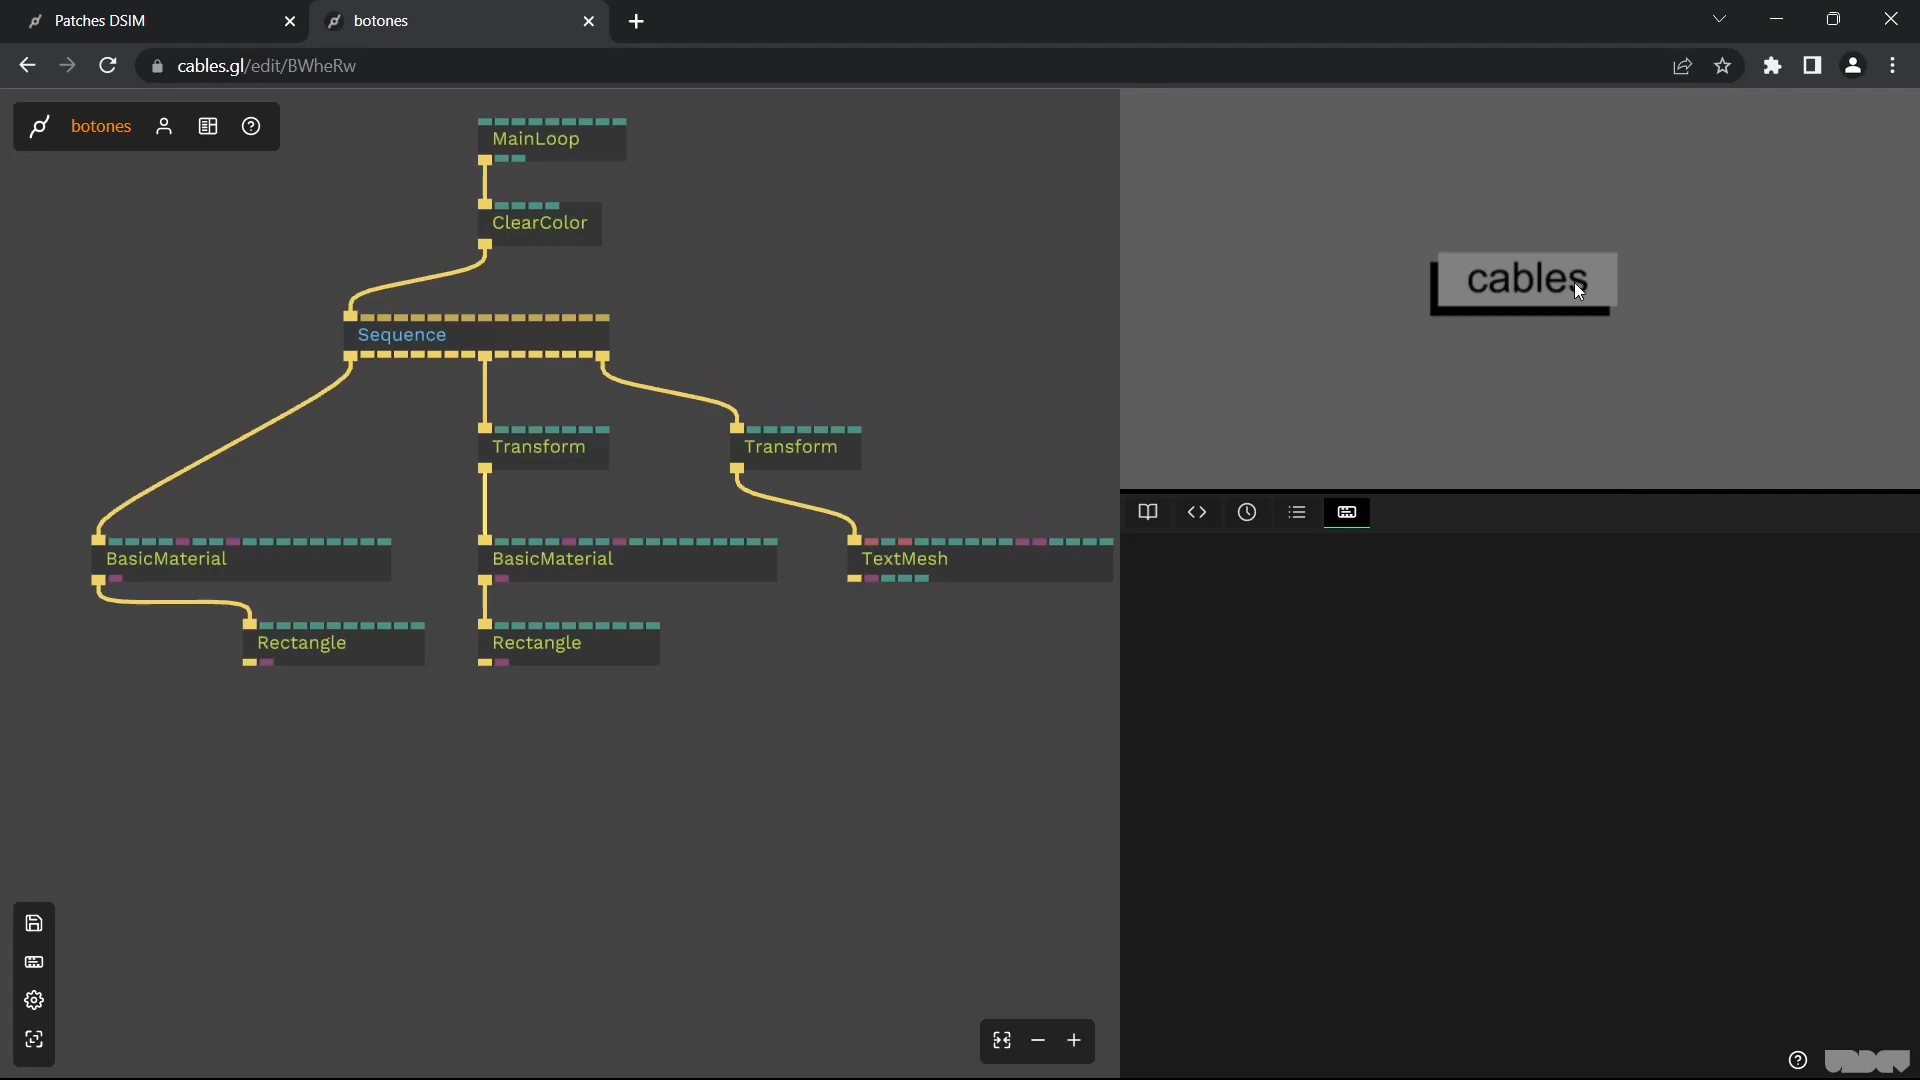 Patches DSIM
botones
cables.gl/edit/BWheRw
botones
MainLoop
ClearColor
Sequence
Transform
Transform
BasicMaterial
BasicMaterial
TextMesh
Rectangle
Rectangle
cables